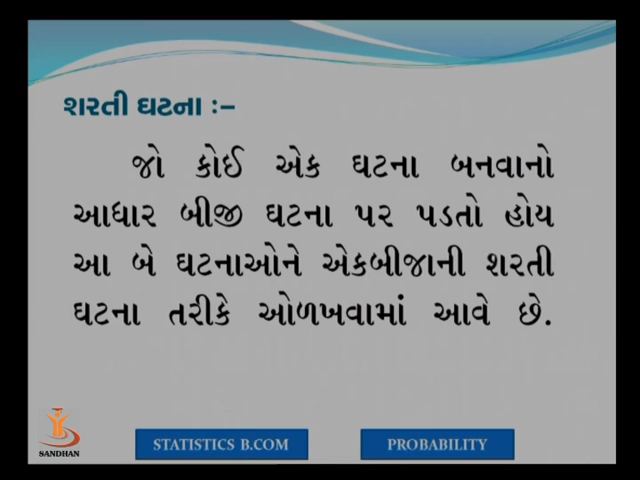 શરતી ઘટના :–
જો કોઈ એક ઘટના બનવાનો
આધાર બીજી ઘટના પર પડતો હોય
આ બે ઘટનાઓને એકબીજાની શરતી
ઘટના તરીકે ઓળખવામાં આવે છે.
SANDHAN
STATISTICS B.COM
PROBABILITY